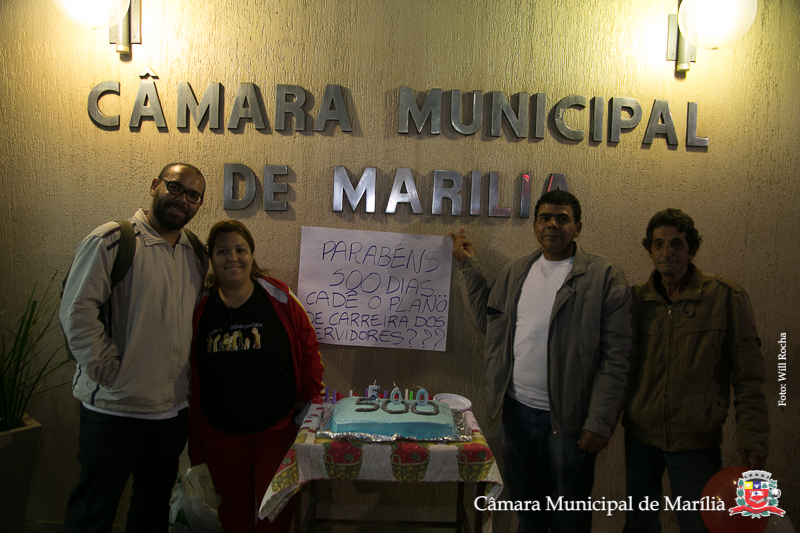 CÂMARA MUNICIPAL
DE MARÍLIA
PARABÉNS
500 DIAS
CADÊ O PLANO
DE CARREIRA DOS
SERVIDORES???
500
Foto: Will Rocha
Câmara Municipal de Marília